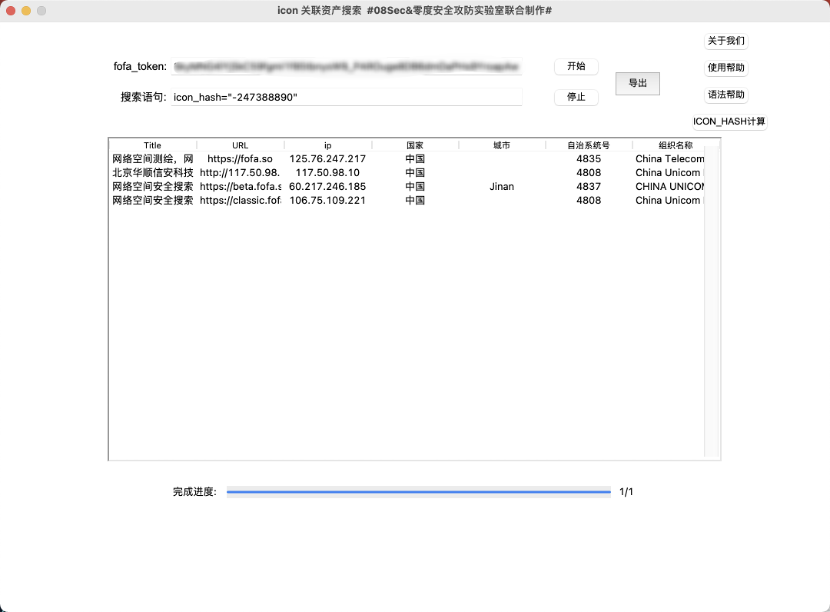 icon 关联资产搜索 #08Sec&零度安全攻防实验室联合制作#
关于我们
fofa_token:
开始
使用帮助
导出
搜索语句: icon_hash="-247388890"
停止
语法帮助
ICON_HASH计算
Title URL ip 国家 城市 自治系统号 组织名称
网络空间测绘，网 https://fofa.so 125.76.247.217 中国 4835 China Telecom
北京华顺信安科技 http://117.50.98. 117.50.98.10 中国 4808 China Unicom
网络空间安全搜索 https://beta.fofa.s 60.217.246.185 中国 Jinan 4837 CHINA UNICOM
网络空间安全搜索 https://classic.fof 106.75.109.221 中国 4808 China Unicom
完成进度: 1/1